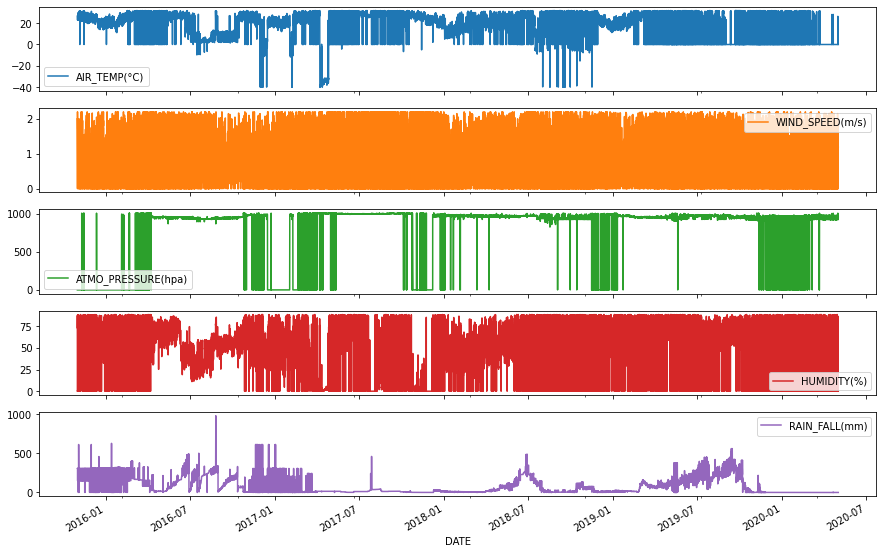 20
0
−20
−40
AIR_TEMP(°C)
2
1
0
WIND_SPEED(m/s)
1000
500
0
ATMO_PRESSURE(hpa)
75
50
25
0
HUMIDITY(%)
1000
500
0
RAIN_FALL(mm)
2016-01 2016-07 2017-01 2017-07 2018-01 2018-07 2019-01 2019-07 2020-01 2020-07
DATE